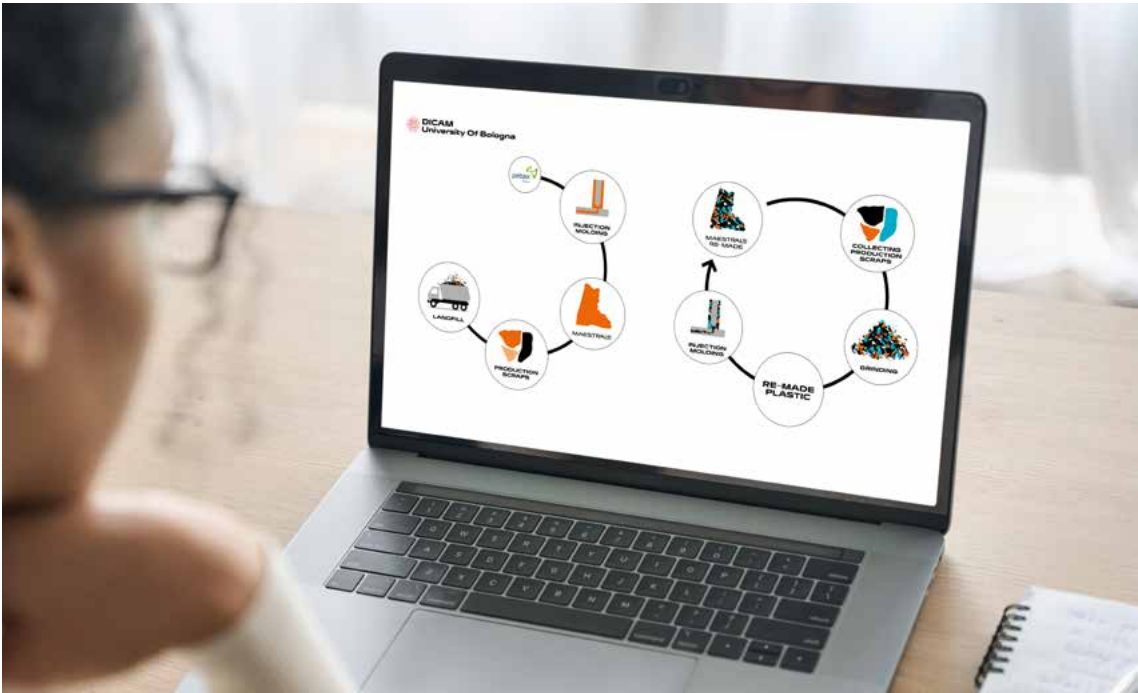 DICAM
University Of Bologna
pebax
INJECTION
MOLDING
MAESTRALE
PRODUCTION
SCRAPS
LANDFILL
MAESTRALE
RE-MADE
COLLECTING
PRODUCTION
SCRAPS
GRINDING
RE-MADE
PLASTIC
INJECTION
MOLDING